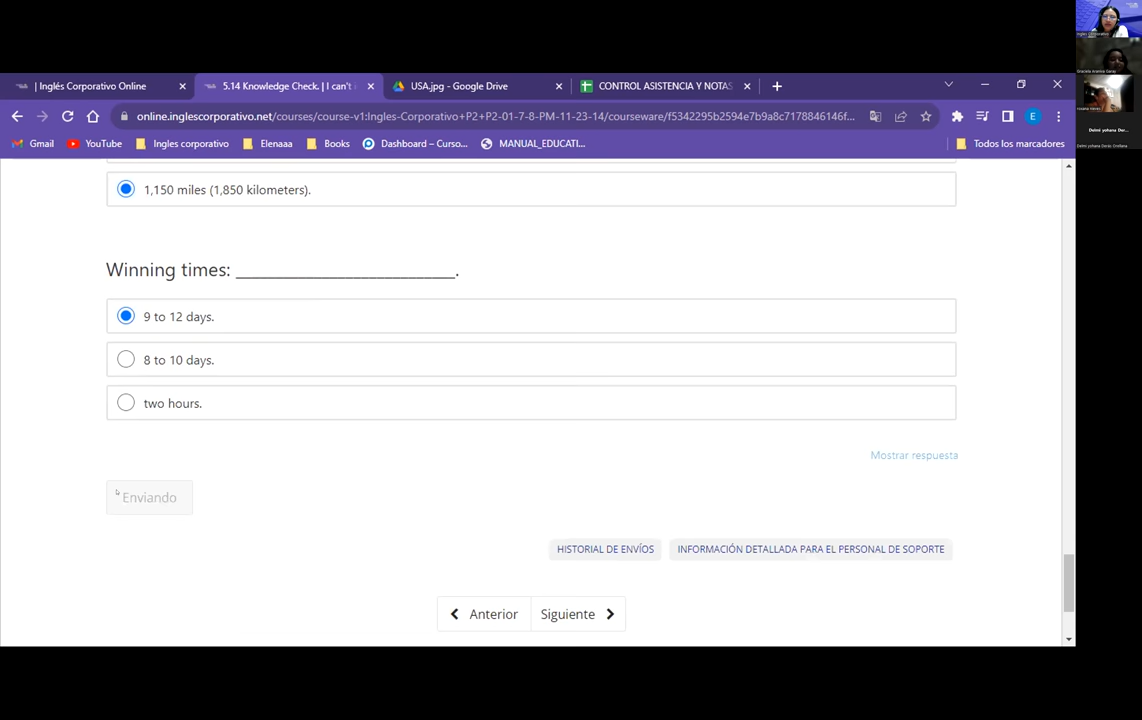 | Inglés Corporativo Online
5.14 Knowledge Check. | I can't
USA.jpg - Google Drive
CONTROL ASISTENCIA Y NOTAS
online.inglescorporativo.net/courses/course-v1:Ingles-Corporativo+P2+P2-01-7-8-PM-11-23-14/courseware/f5342295b2594e7b9a8c7178846146f...
E
Gmail
YouTube
Ingles corporativo
Elenaaa
Books
Dashboard – Curso...
MANUAL_EDUCATI...
Todos los marcadores
1,150 miles (1,850 kilometers).
Winning times: __________________________.
9 to 12 days.
8 to 10 days.
two hours.
Mostrar respuesta
Enviando
HISTORIAL DE ENVÍOS
INFORMACIÓN DETALLADA PARA EL PERSONAL DE SOPORTE
Anterior
Siguiente
Delmi yohana Der...